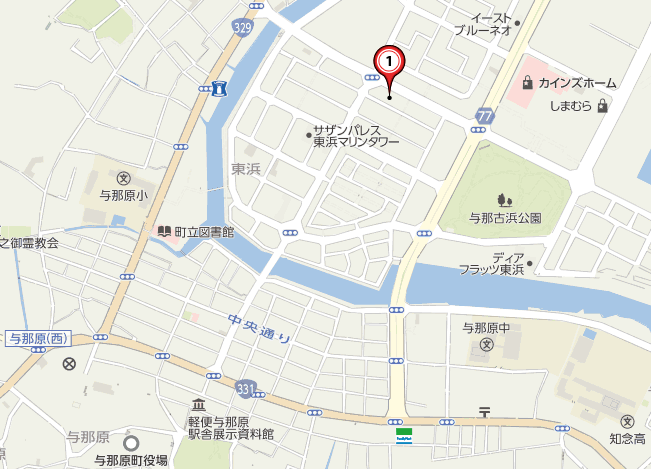 イースト
ブルーネオ
329
1
カインズホーム
しまむら
77
サザンパレス
東浜マリンタワー
東浜
与那原小
与那古浜公園
町立図書館
之御霊教会
ディア
フラッツ東浜
中央通り
与那原中
与那原(西)
331
軽便与那原
駅舎展示資料館
与那原
与那原町役場
知念高